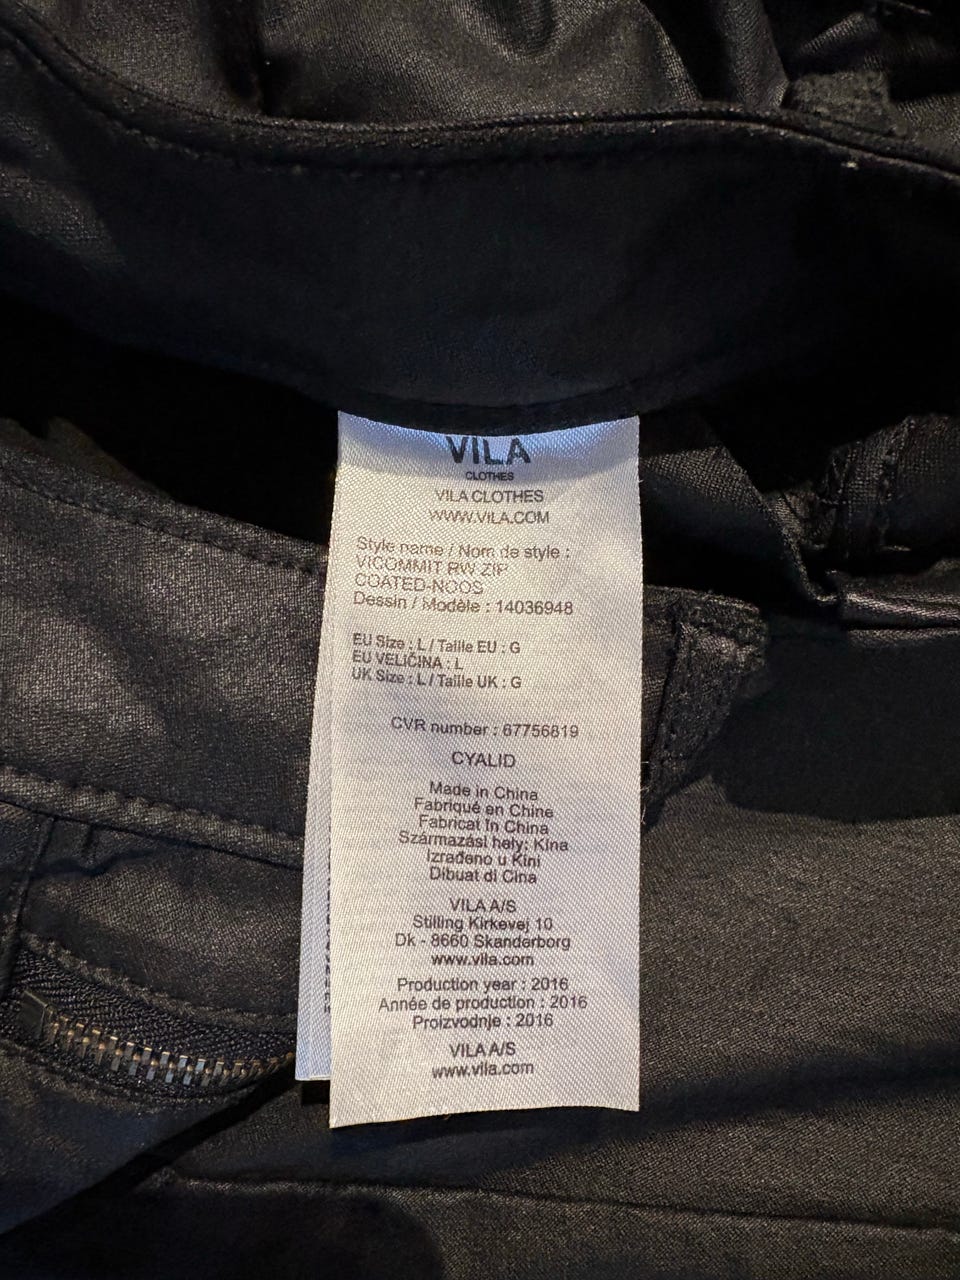 VILA
CLOTHES
VILA CLOTHES
WWW.VILA.COM
Style name / Nom de style :
VICOMMIT RW ZIP
COATED-NOOS
Dessin / Modèle : 14036948
EU Size : L / Taille EU : G
EU VELIČINA : L
UK Size : L / Taille UK : G
CVR number : 67756819
CYALID
Made in China
Fabriqué en Chine
Fabricat în China
Származási hely: Kína
Izrađeno u Kini
Dibuat di Cina
VILA A/S
Stilling Kirkevej 10
Dk - 8660 Skanderborg
www.vila.com
Production year : 2016
Année de production : 2016
Proizvodnje : 2016
VILA A/S
www.vila.com